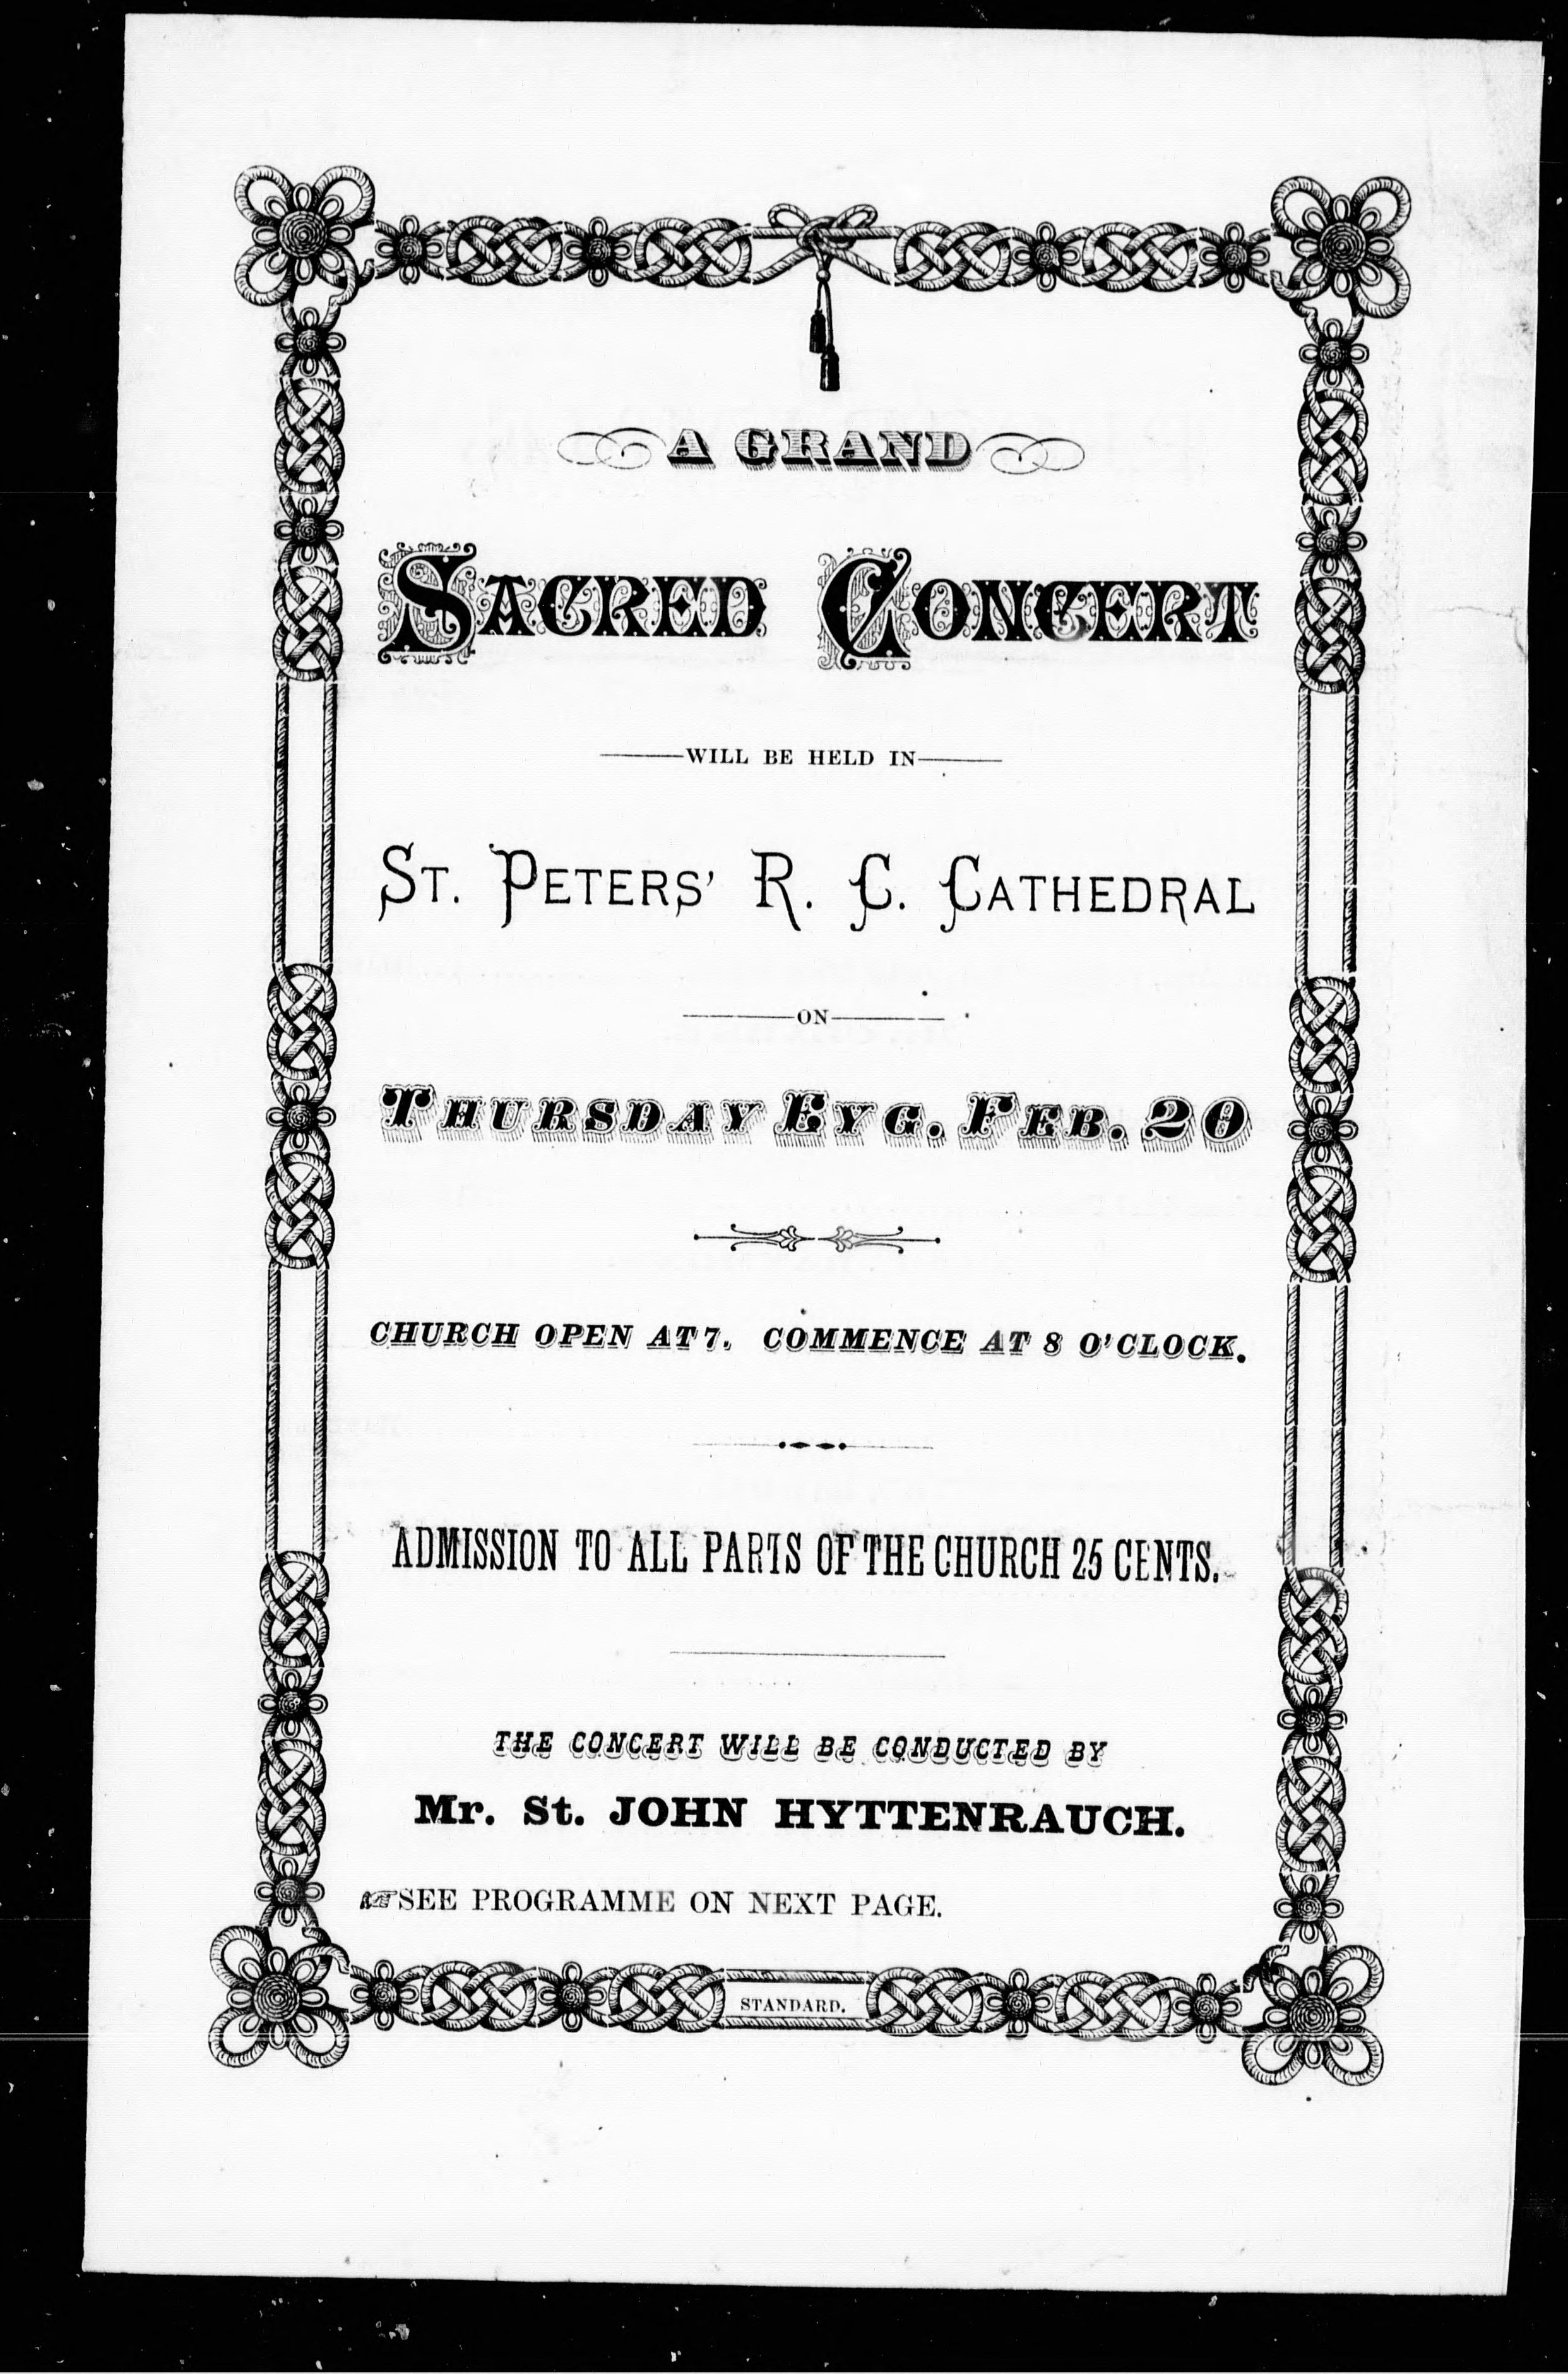 A GRAND
SACRED CONCERT
WILL BE HELD IN
ST. PETERS' R. C. CATHEDRAL
ON
THURSDAY EVG. FEB. 20
CHURCH OPEN AT 7. COMMENCE AT 8 O'CLOCK.
ADMISSION TO ALL PARTS OF THE CHURCH 25 CENTS.
THE CONCERT WILL BE CONDUCTED BY
Mr. St. JOHN HYTTENRAUCH.
☞SEE PROGRAMME ON NEXT PAGE.
STANDARD.